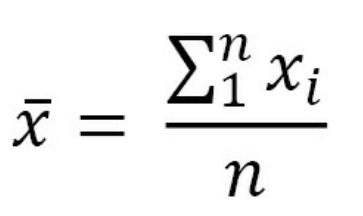 x̄ = ∑₁ⁿ xᵢ / n